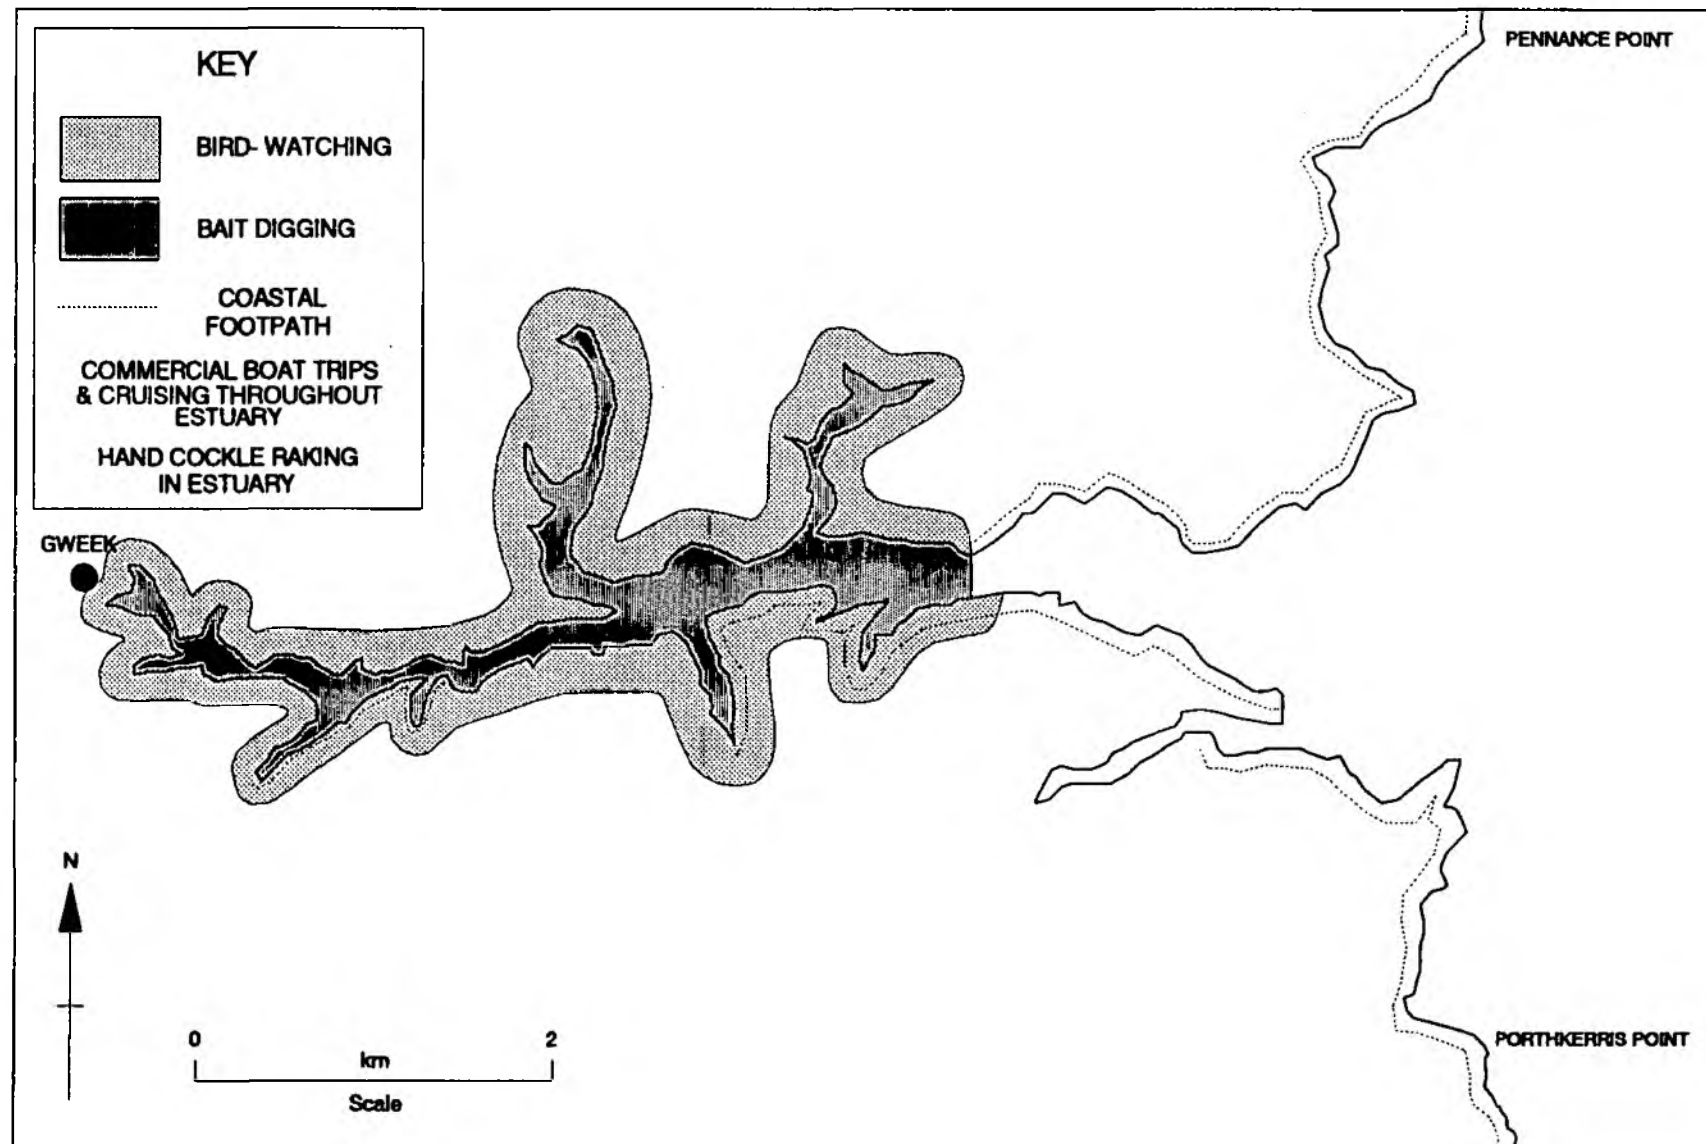 KEY
BIRD- WATCHING
BAIT DIGGING
COASTAL
FOOTPATH
COMMERCIAL BOAT TRIPS
& CRUISING THROUGHOUT
ESTUARY
HAND COCKLE RAKING
IN ESTUARY
PENNANCE POINT
GWEEK
N
0 2
km
Scale
PORTHKERRIS POINT